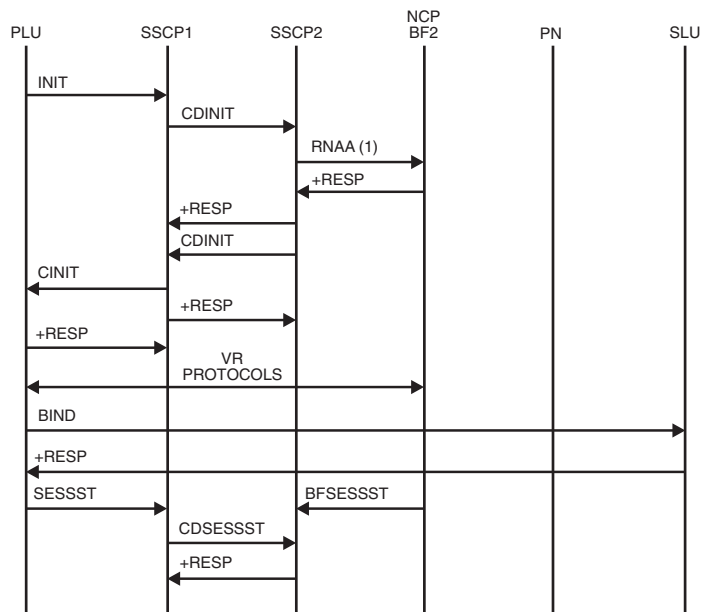 NCP
PLU SSCP1 SSCP2 BF2 PN SLU
INIT
CDINIT
RNAA (1)
+RESP
+RESP
CDINIT
CINIT
+RESP
+RESP
VR
PROTOCOLS
BIND
+RESP
SESSST BFSESSST
CDSESSST
+RESP